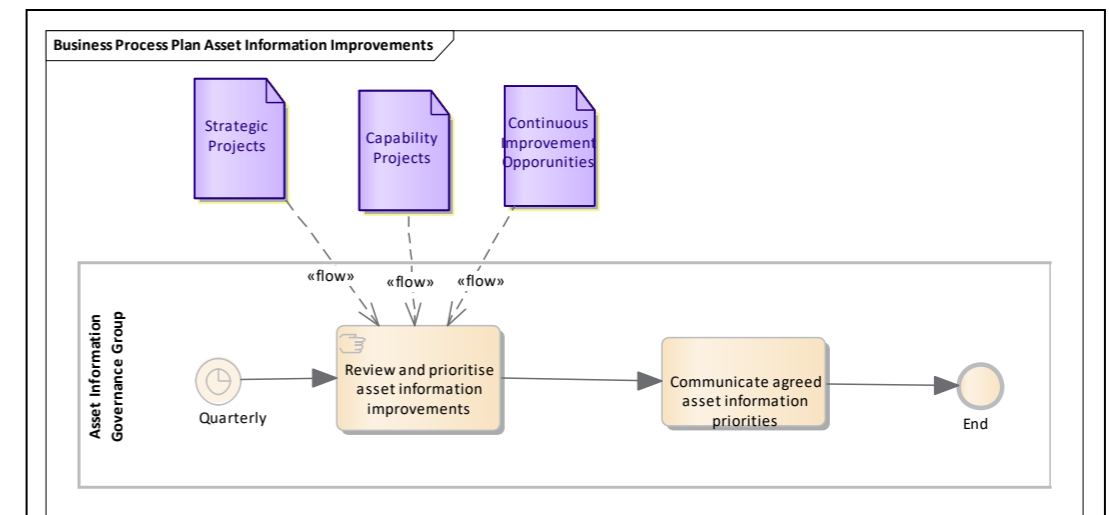 Business Process Plan Asset Information Improvements
Strategic
Projects
Capability
Projects
Continuous
Improvement
Opporunities
«flow»
«flow»
«flow»
Asset Information
Governance Group
Quarterly
Review and prioritise
asset information
improvements
Communicate agreed
asset information
priorities
End